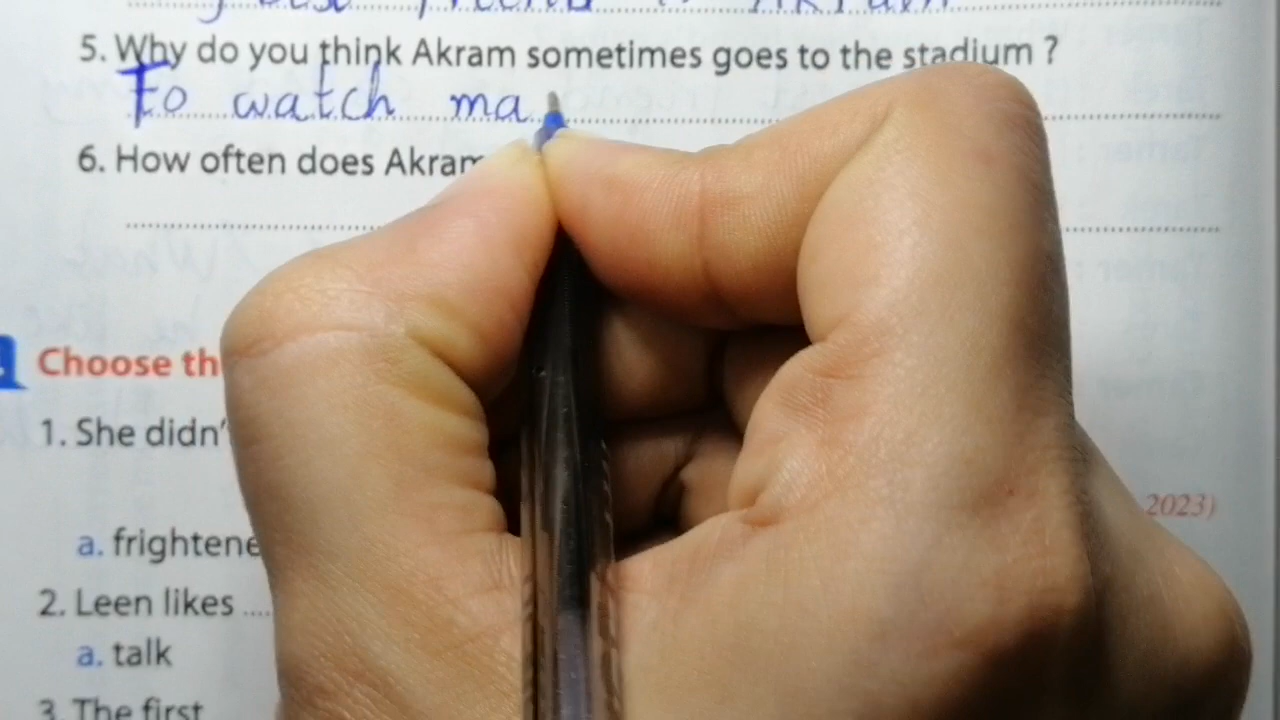 5. Why do you think Akram sometimes goes to the stadium ?
To watch ma
6. How often does Akram
Choose th
1. She didn'
2023)
a. frightene
2. Leen likes ....
a. talk
3. The first